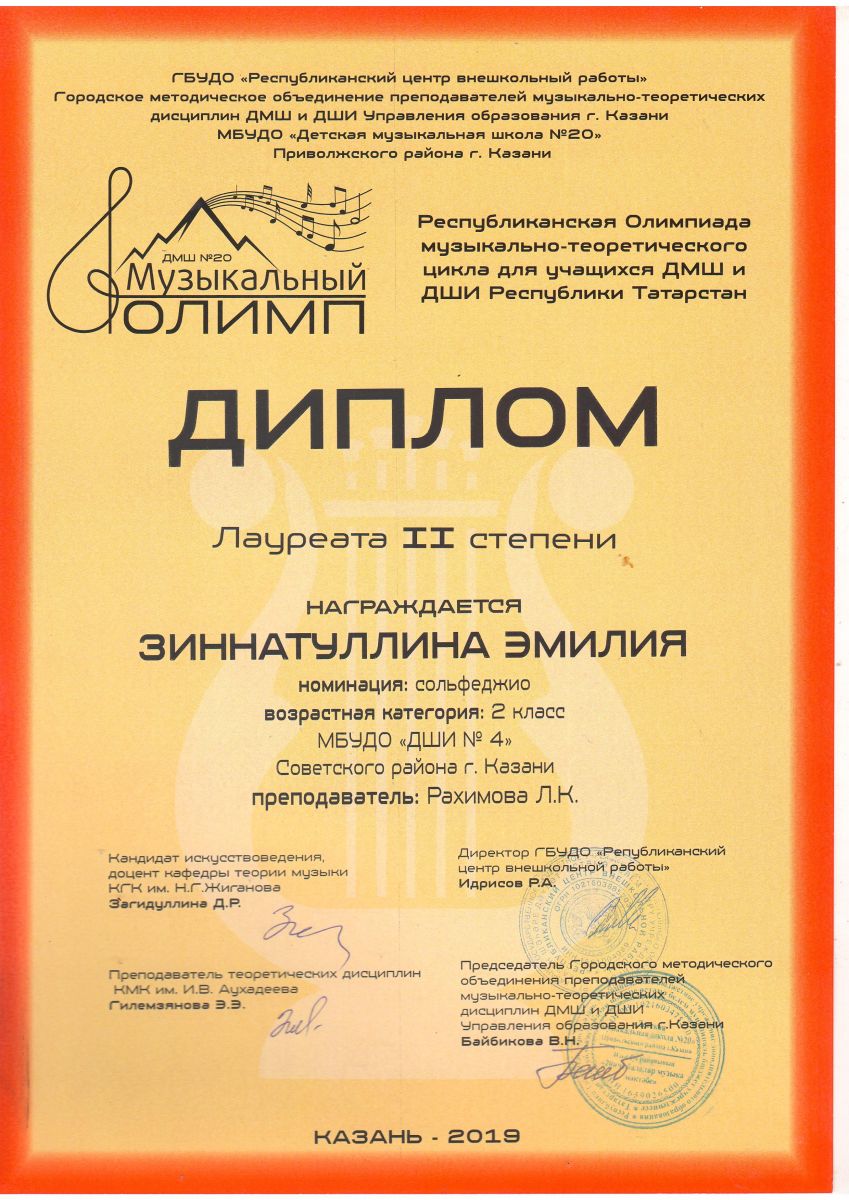 ГБУДО «Республиканский центр внешкольный работы»
Городское методическое объединение преподавателей музыкально-теоретических
дисциплин ДМШ и ДШИ Управления образования г. Казани
МБУДО «Детская музыкальная школа №20»
Приволжского района г. Казани
ДМШ №20
Музыкальный
ОЛИМП
Республиканская Олимпиада
музыкально-теоретического
цикла для учащихся ДМШ и
ДШИ Республики Татарстан
ДИПЛОМ
Лауреата II степени
НАГРАЖДАЕТСЯ
ЗИННАТУЛЛИНА ЭМИЛИЯ
номинация: сольфеджио
возрастная категория: 2 класс
МБУДО «ДШИ № 4»
Советского района г. Казани
преподаватель: Рахимова Л.К.
Кандидат искусствоведения,
доцент кафедры теории музыки
КГК им. Н.Г.Жиганова
Загидуллина Д.Р.
Директор ГБУДО «Републиканский
центр внешкольной работы»
Идрисов Р.А.
Преподаватель теоретических дисциплин
КМК им. И.В. Аухадеева
Гилемзянова Э.Э.
Председатель Городского методического
объединения преподавателей
музыкально-теоретических
дисциплин ДМШ и ДШИ
Управления образования г.Казани
Байбикова В.Н.
КАЗАНЬ - 2019